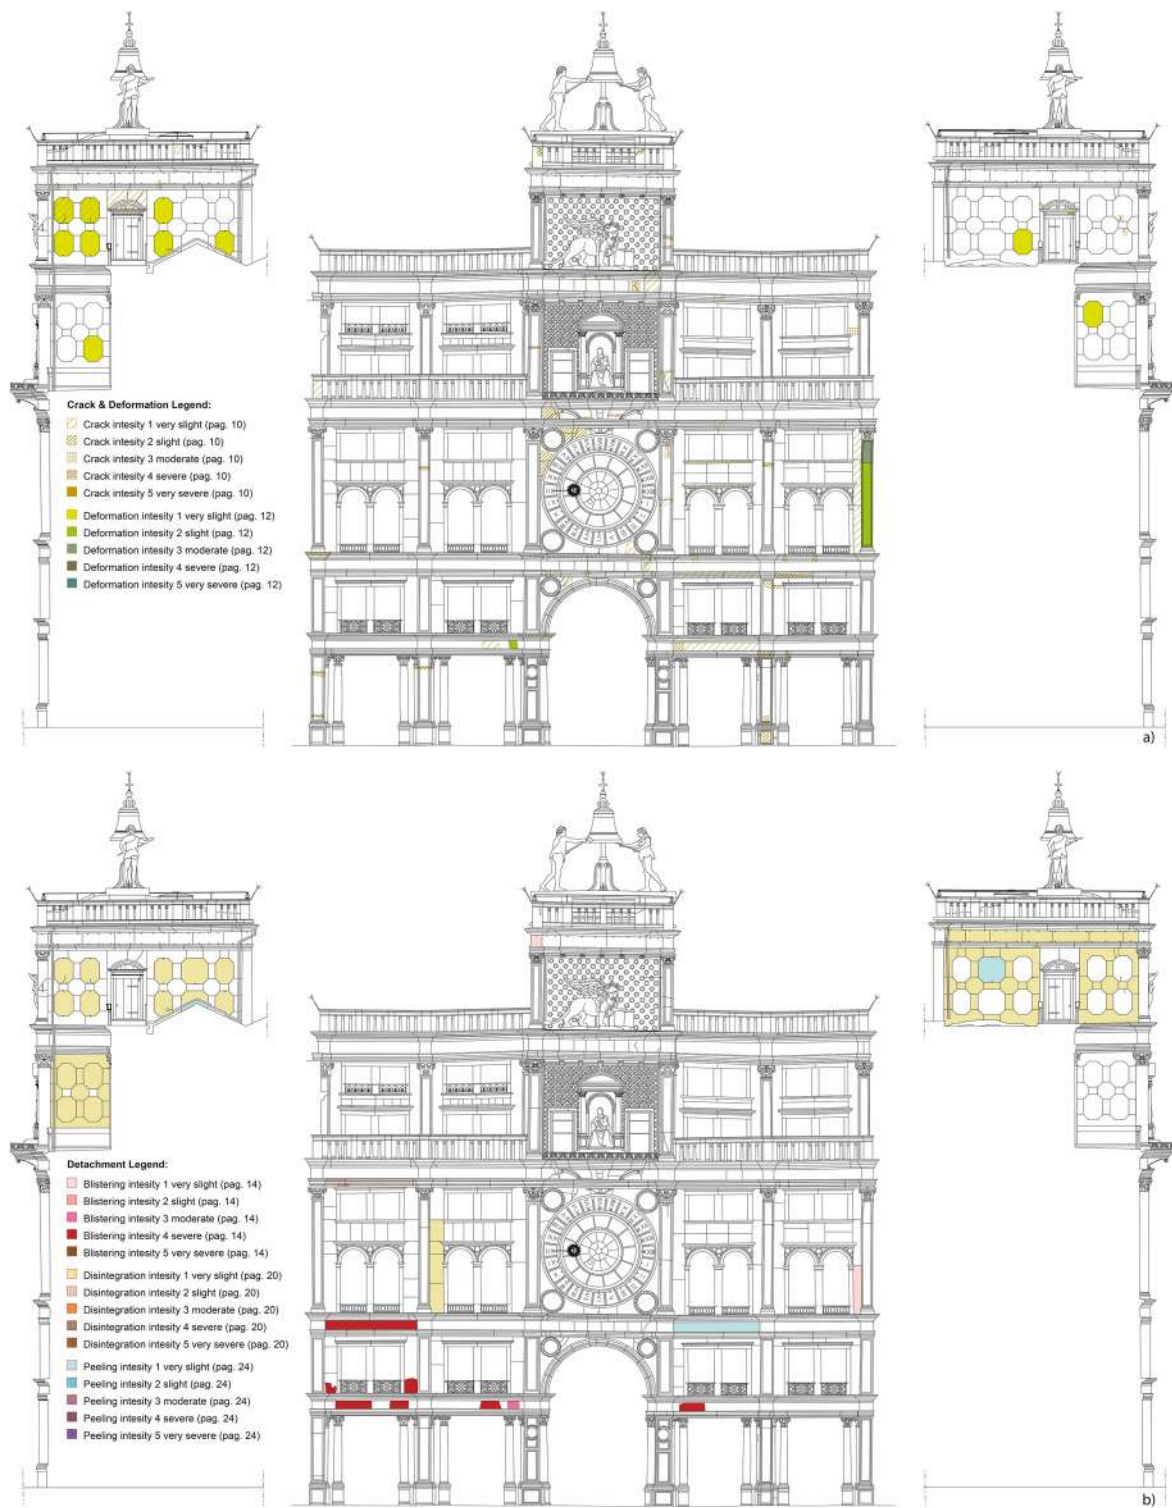 Crack & Deformation Legend:
Crack intesity 1 very slight (pag. 10)
Crack intesity 2 slight (pag. 10)
Crack intesity 3 moderate (pag. 10)
Crack intesity 4 severe (pag. 10)
Crack intesity 5 very severe (pag. 10)
Deformation intesity 1 very slight (pag. 12)
Deformation intesity 2 slight (pag. 12)
Deformation intesity 3 moderate (pag. 12)
Deformation intesity 4 severe (pag. 12)
Deformation intesity 5 very severe (pag. 12)
a)
Detachment Legend:
Blistering intesity 1 very slight (pag. 14)
Blistering intesity 2 slight (pag. 14)
Blistering intesity 3 moderate (pag. 14)
Blistering intesity 4 severe (pag. 14)
Blistering intesity 5 very severe (pag. 14)
Disintegration intesity 1 very slight (pag. 20)
Disintegration intesity 2 slight (pag. 20)
Disintegration intesity 3 moderate (pag. 20)
Disintegration intesity 4 severe (pag. 20)
Disintegration intesity 5 very severe (pag. 20)
Peeling intesity 1 very slight (pag. 24)
Peeling intesity 2 slight (pag. 24)
Peeling intesity 3 moderate (pag. 24)
Peeling intesity 4 severe (pag. 24)
Peeling intesity 5 very severe (pag. 24)
b)